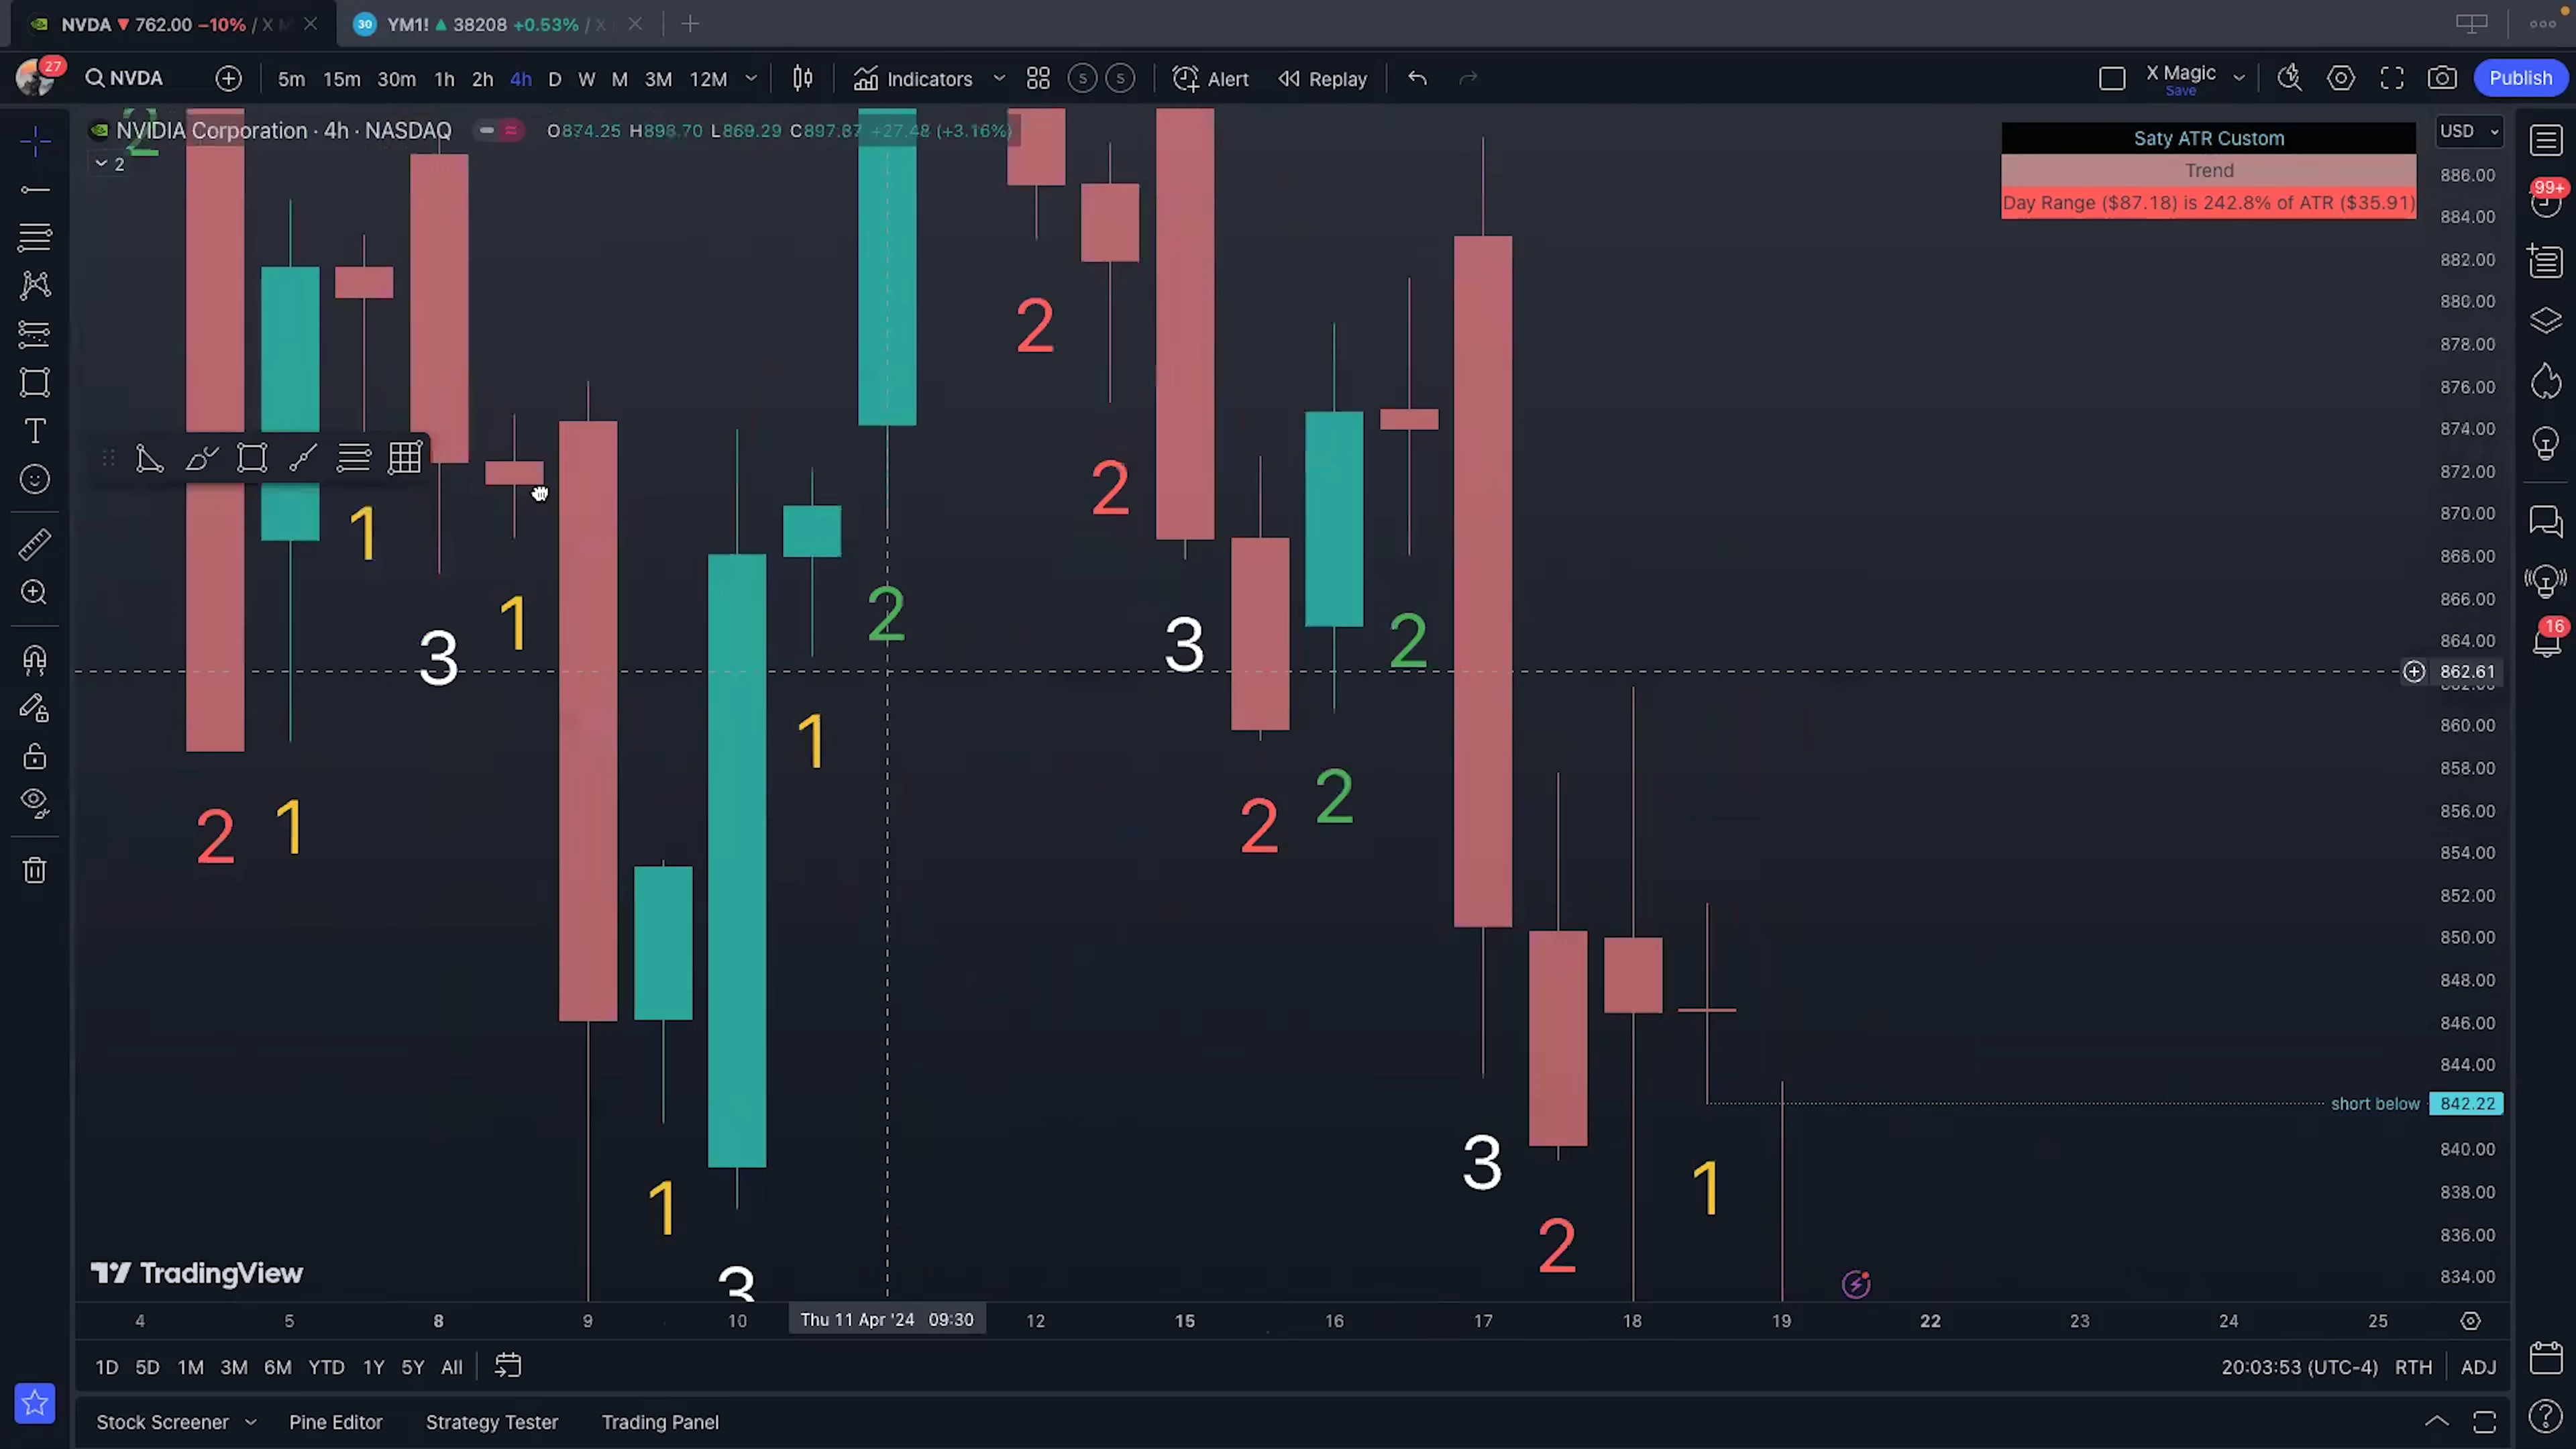 NVDA ▼ 762.00 −10% / X M
30 YM1! ▲ 38208 +0.53% / X
27
NVDA
5m 15m 30m 1h 2h 4h D W M 3M 12M
Indicators
S S
Alert
Replay
X Magic
Save
Publish
NVIDIA Corporation · 4h · NASDAQ O874.25 H898.70 L869.29 C897.87 +27.48 (+3.16%)
2
2
Saty ATR Custom
Trend
Day Range ($87.18) is 242.8% of ATR ($35.91)
USD
886.00
99+
884.00
882.00
880.00
2
878.00
876.00
874.00
2
872.00
870.00
1
868.00
1
2
866.00
16
3
3
2
864.00
862.61
1
860.00
2
858.00
2
1
2
856.00
854.00
852.00
850.00
848.00
846.00
844.00
short below 842.22
840.00
3
1
838.00
1
2
836.00
3
TradingView
834.00
4 5 8 9 10 Thu 11 Apr '24 09:30 12 15 16 17 18 19 22 23 24 25
1D 5D 1M 3M 6M YTD 1Y 5Y All
20:03:53 (UTC-4) RTH ADJ
Stock Screener Pine Editor Strategy Tester Trading Panel